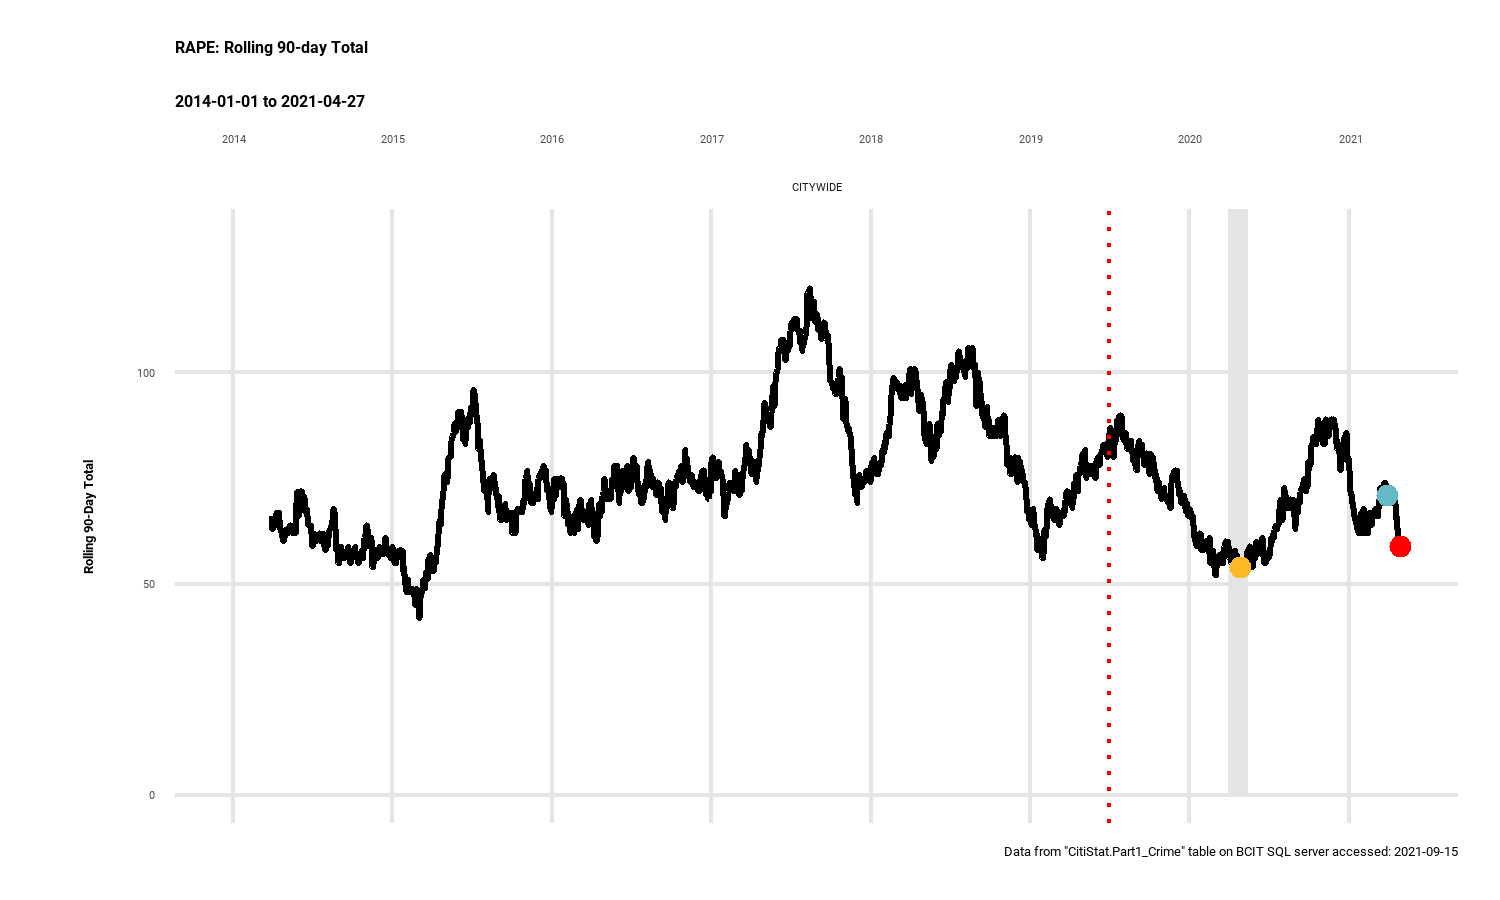 RAPE: Rolling 90-day Total
2014-01-01 to 2021-04-27
2014 2015 2016 2017 2018 2019 2020 2021
CITYWIDE
100
50
0
Rolling 90-Day Total
Data from "CitiStat.Part1_Crime" table on BCIT SQL server accessed: 2021-09-15